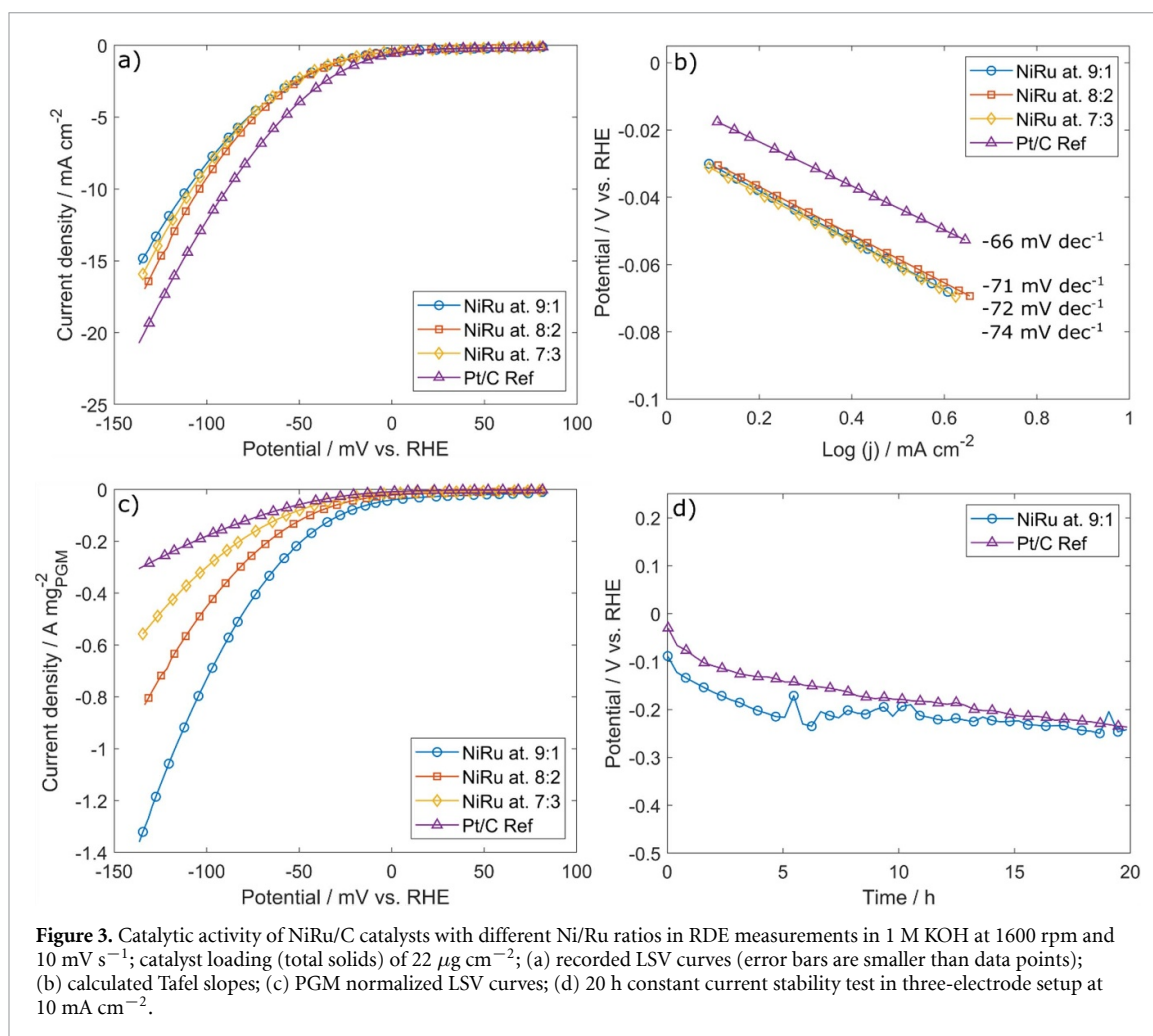 a)
0
-5
-10
-15
-20
-25
Current density / mA cm⁻²
-150
-100
-50
0
50
100
Potential / mV vs. RHE
NiRu at. 9:1
NiRu at. 8:2
NiRu at. 7:3
Pt/C Ref
b)
0
-0.02
-0.04
-0.06
-0.08
-0.1
Potential / V vs. RHE
0
0.2
0.4
0.6
0.8
1
Log (j) / mA cm⁻²
NiRu at. 9:1
NiRu at. 8:2
NiRu at. 7:3
Pt/C Ref
-66 mV dec⁻¹
-71 mV dec⁻¹
-72 mV dec⁻¹
-74 mV dec⁻¹
c)
0
-0.2
-0.4
-0.6
-0.8
-1
-1.2
-1.4
Current density / A mg⁻²PGM
-150
-100
-50
0
50
100
Potential / mV vs. RHE
NiRu at. 9:1
NiRu at. 8:2
NiRu at. 7:3
Pt/C Ref
d)
0.2
0.1
0
-0.1
-0.2
-0.3
-0.4
-0.5
Potential / V vs. RHE
0
5
10
15
20
Time / h
NiRu at. 9:1
Pt/C Ref
Figure 3. Catalytic activity of NiRu/C catalysts with different Ni/Ru ratios in RDE measurements in 1 M KOH at 1600 rpm and
10 mV s⁻¹; catalyst loading (total solids) of 22 μg cm⁻²; (a) recorded LSV curves (error bars are smaller than data points);
(b) calculated Tafel slopes; (c) PGM normalized LSV curves; (d) 20 h constant current stability test in three-electrode setup at
10 mA cm⁻².